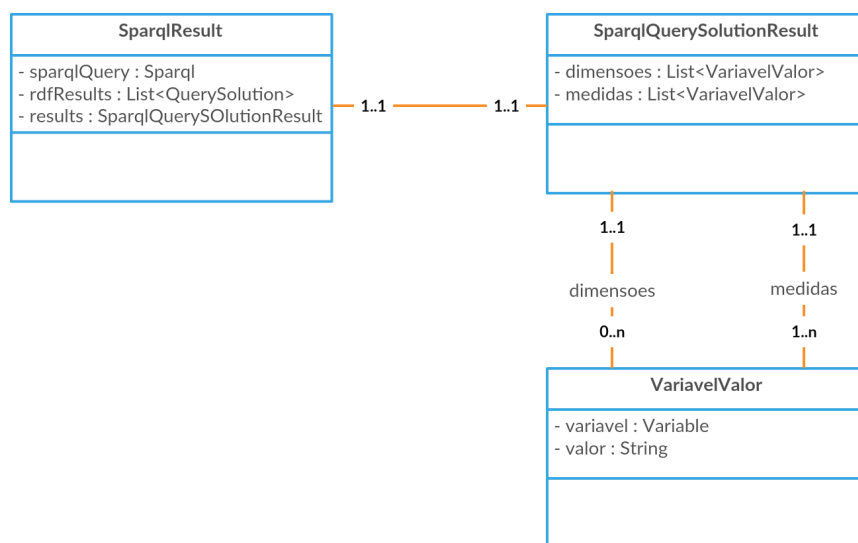 SparqlResult
- sparqlQuery : Sparql
- rdfResults : List<QuerySolution>
- results : SparqlQuerySOlutionResult
1..1
1..1
SparqlQuerySolutionResult
- dimensoes : List<VariavelValor>
- medidas : List<VariavelValor>
1..1
1..1
dimensoes
medidas
0..n
1..n
VariavelValor
- variavel : Variable
- valor : String